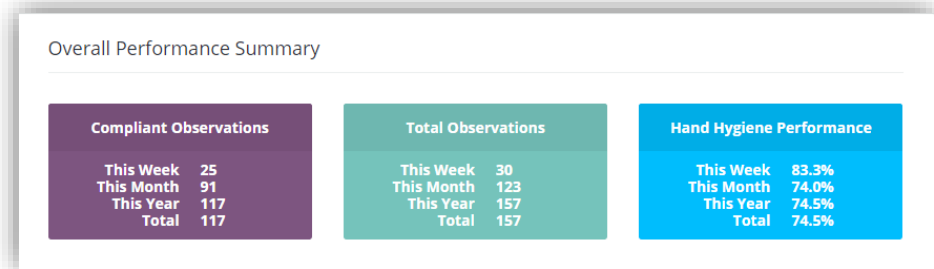 Overall Performance Summary
Compliant Observations
This Week 25
This Month 91
This Year 117
Total 117
Total Observations
This Week 30
This Month 123
This Year 157
Total 157
Hand Hygiene Performance
This Week 83.3%
This Month 74.0%
This Year 74.5%
Total 74.5%